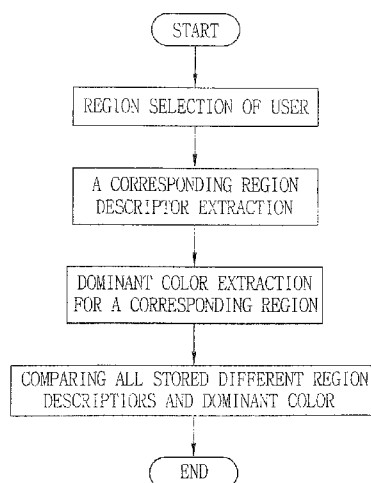 START
REGION SELECTION OF USER
A CORRESPONDING REGION
DESCRIPTOR EXTRACTION
DOMINANT COLOR EXTRACTION
FOR A CORRESPONDING REGION
COMPARING ALL STORED DIFFERENT REGION
DESCRIPTIORS AND DOMINANT COLOR
END